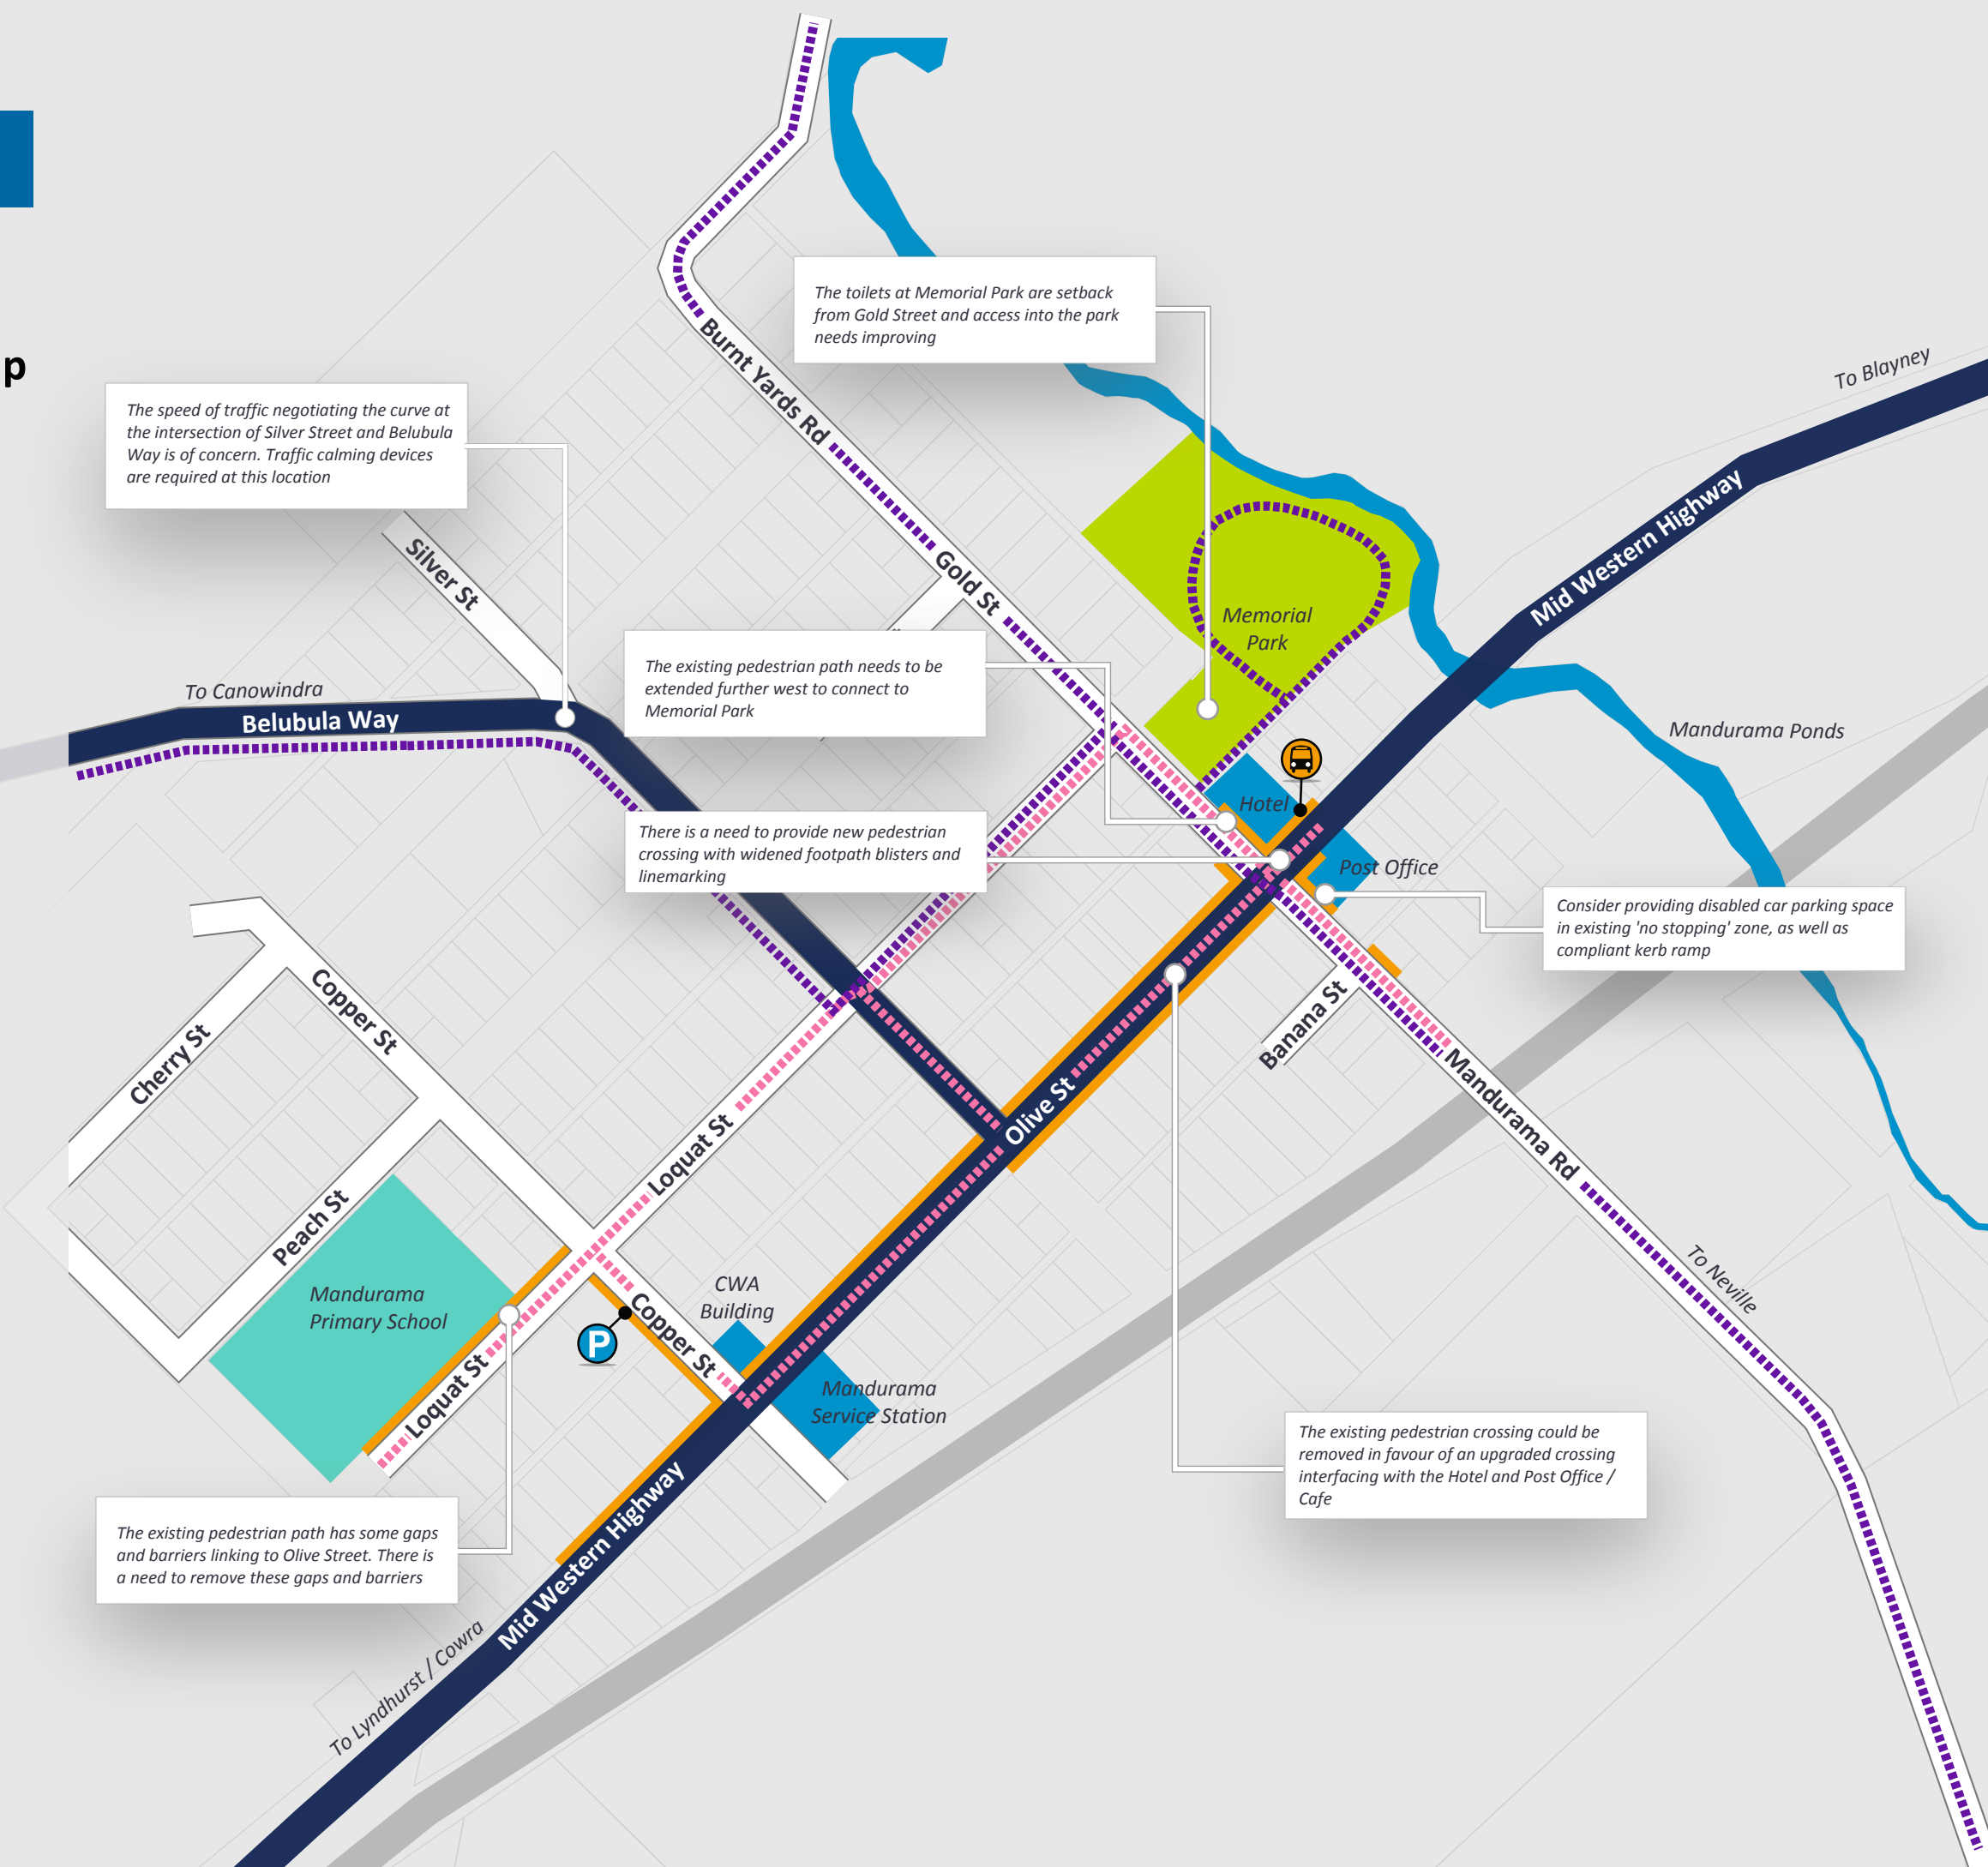 p
The toilets at Memorial Park are setback
from Gold Street and access into the park
needs improving
To Blayney
Burnt Yards Rd
The speed of traffic negotiating the curve at
the intersection of Silver Street and Belubula
Way is of concern. Traffic calming devices
are required at this location
Mid Western Highway
Silver St
Gold St
Memorial
Park
The existing pedestrian path needs to be
extended further west to connect to
Memorial Park
To Canowindra
Belubula Way
Mandurama Ponds
Hotel
There is a need to provide new pedestrian
crossing with widened footpath blisters and
linemarking
Post Office
Consider providing disabled car parking space
in existing 'no stopping' zone, as well as
compliant kerb ramp
Copper St
Cherry St
Banana St
Olive St
Mandurama Rd
Loquat St
Peach St
To Neville
Mandurama
Primary School
CWA
Building
P
Copper St
Loquat St
Mandurama
Service Station
The existing pedestrian crossing could be
removed in favour of an upgraded crossing
interfacing with the Hotel and Post Office /
Cafe
Mid Western Highway
The existing pedestrian path has some gaps
and barriers linking to Olive Street. There is
a need to remove these gaps and barriers
To Lyndhurst / Cowra